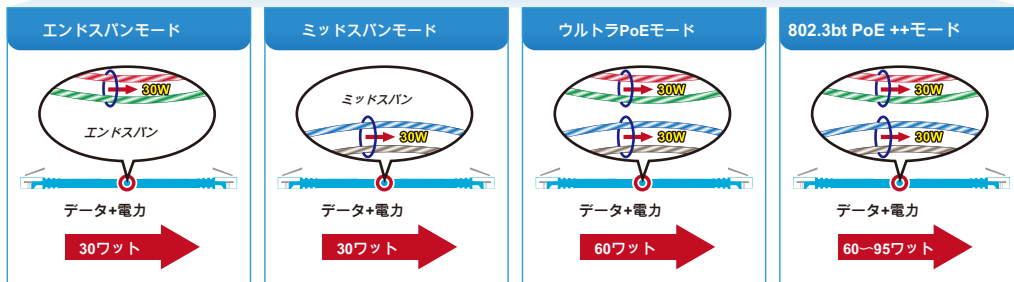 エンドスパンモード
30W
エンドスパン
データ+電力
30ワット
ミッドスパンモード
ミッドスパン
30W
データ+電力
30ワット
ウルトラPoEモード
30W
30W
データ+電力
60ワット
802.3bt PoE ++モード
30W
30W
データ+電力
60〜95ワット